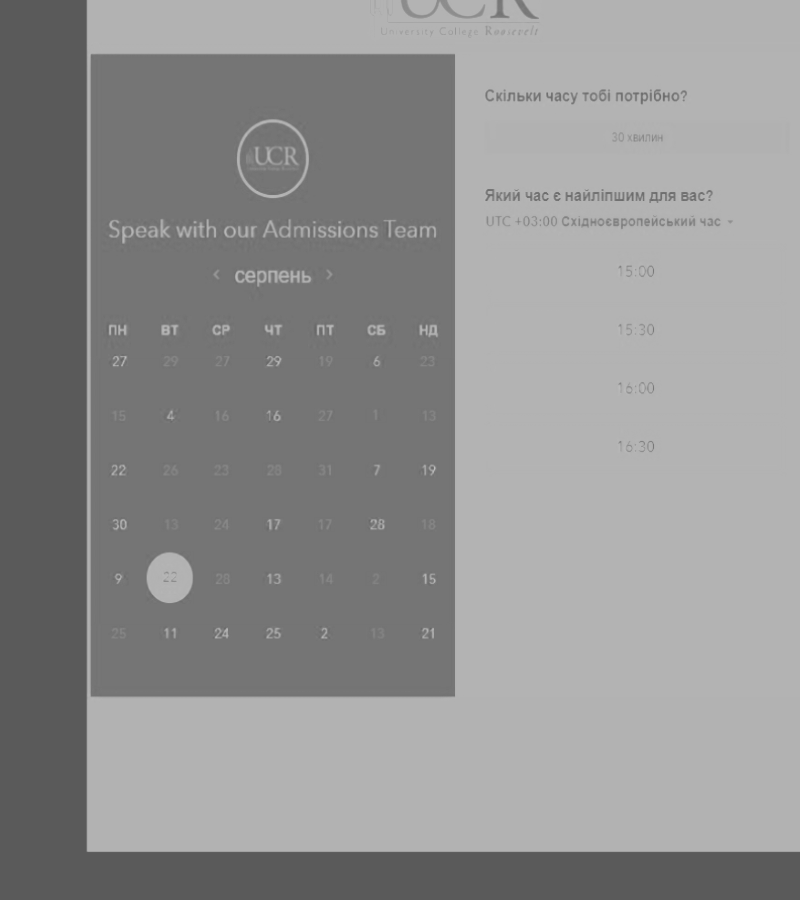 UCR
University College Roosevelt
UCR
Speak with our Admissions Team
< серпень >
ПН ВТ СР ЧТ ПТ СБ НД
27 29 27 29 19 6 23
15 4 16 16 27 1 13
22 26 23 28 31 7 19
30 13 24 17 17 28 18
9 22 28 13 14 2 15
25 11 24 25 2 13 21
Скільки часу тобі потрібно?
30 хвилин
Який час є найліпшим для вас?
UTC +03:00 Східноєвропейський час
15:00
15:30
16:00
16:30